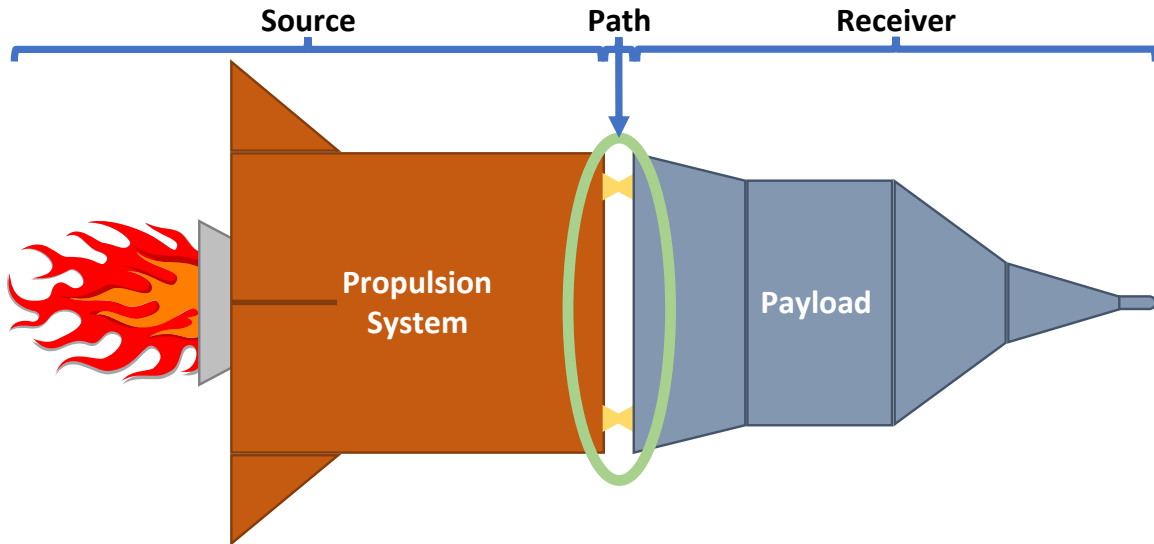 Source
Path
Receiver
Propulsion
System
Payload